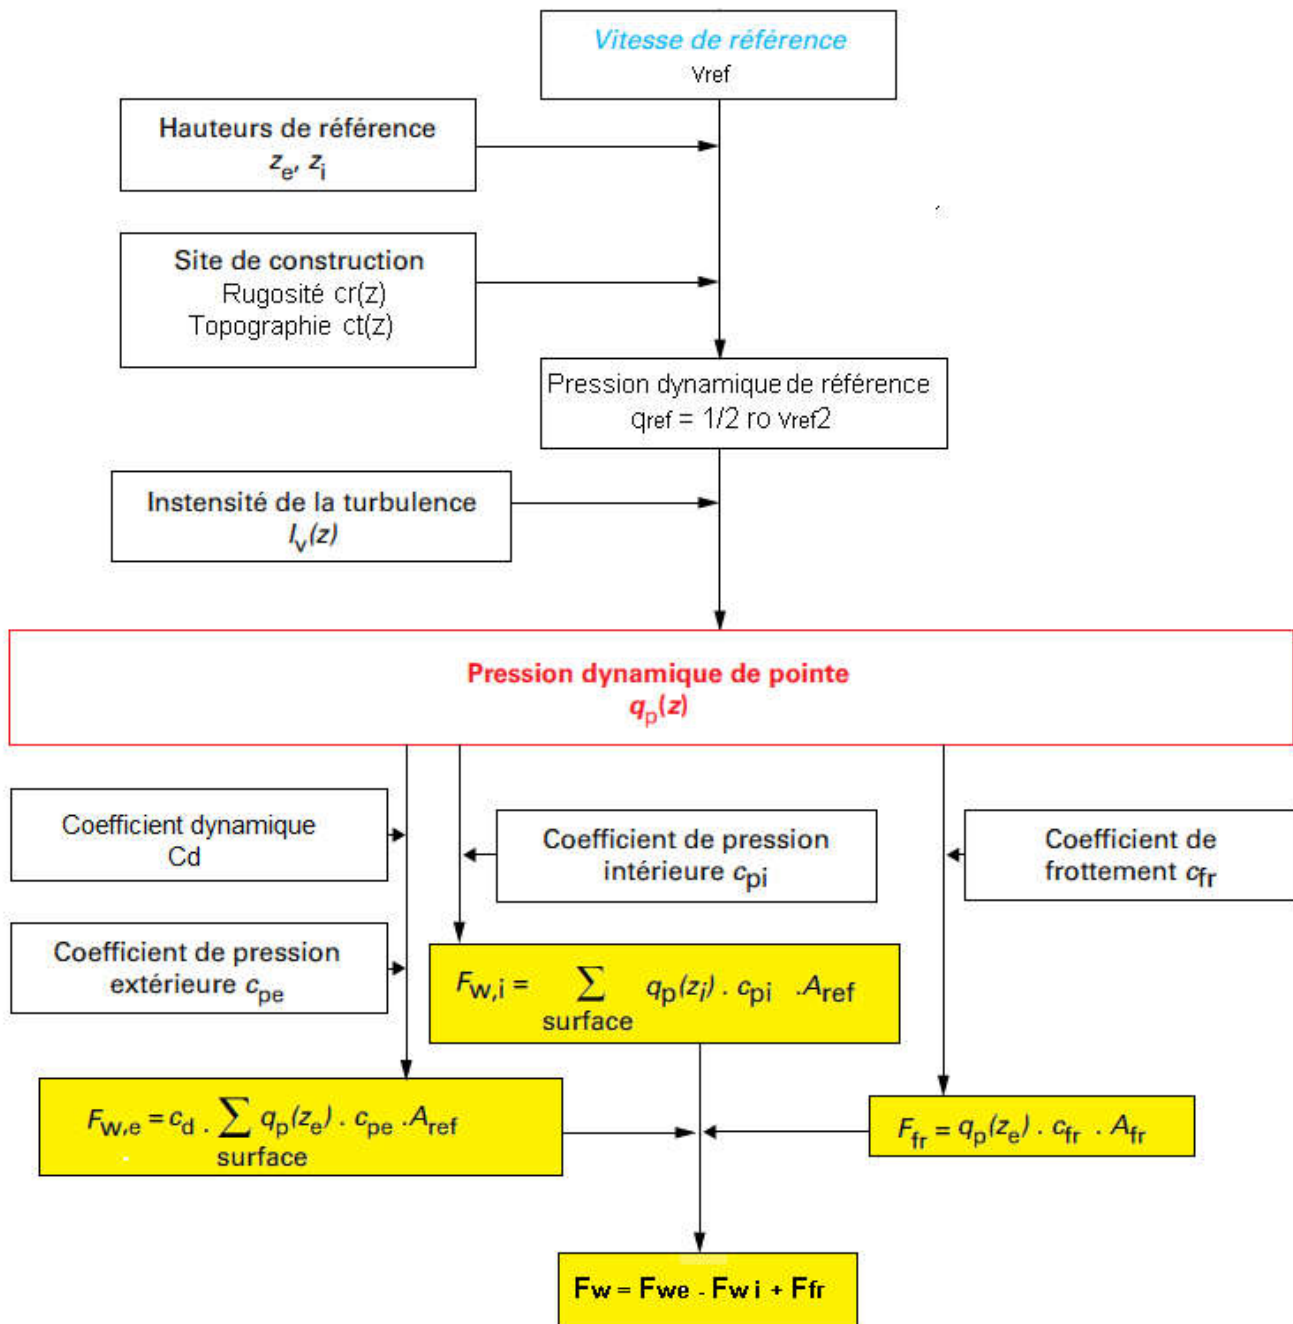 Vitesse de référence
Vref
Hauteurs de référence
ze, zi
Site de construction
Rugosité cr(z)
Topographie ct(z)
Pression dynamique de référence
qref = 1/2 ro vref2
Instensité de la turbulence
Iv(z)
Pression dynamique de pointe
qp(z)
Coefficient dynamique
Cd
Coefficient de pression
intérieure cpi
Coefficient de
frottement cfr
Coefficient de pression
extérieure cpe
Fw,i = ∑ qp(zi) . cpi .Aref
surface
Fw,e = cd . ∑ qp(ze) . cpe .Aref
surface
Ffr = qp(ze) . cfr . Afr
Fw = Fwe - Fw i + Ffr